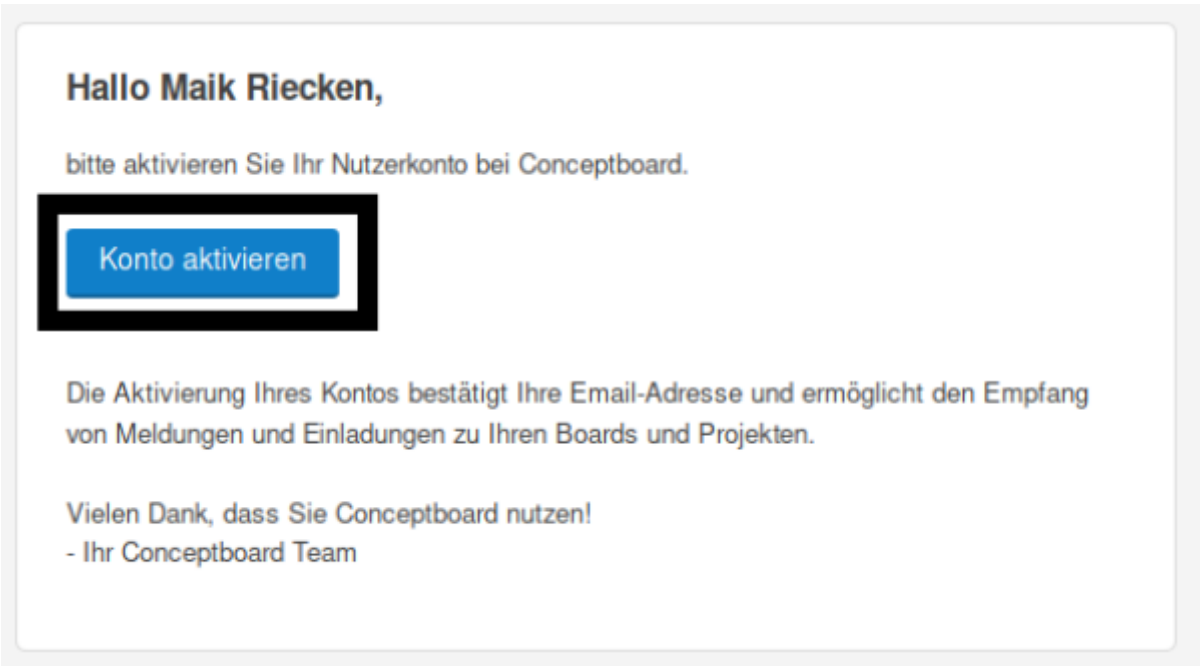 Hallo Maik Riecken,
bitte aktivieren Sie Ihr Nutzerkonto bei Conceptboard.
Konto aktivieren
Die Aktivierung Ihres Kontos bestätigt Ihre Email-Adresse und ermöglicht den Empfang
von Meldungen und Einladungen zu Ihren Boards und Projekten.
Vielen Dank, dass Sie Conceptboard nutzen!
- Ihr Conceptboard Team